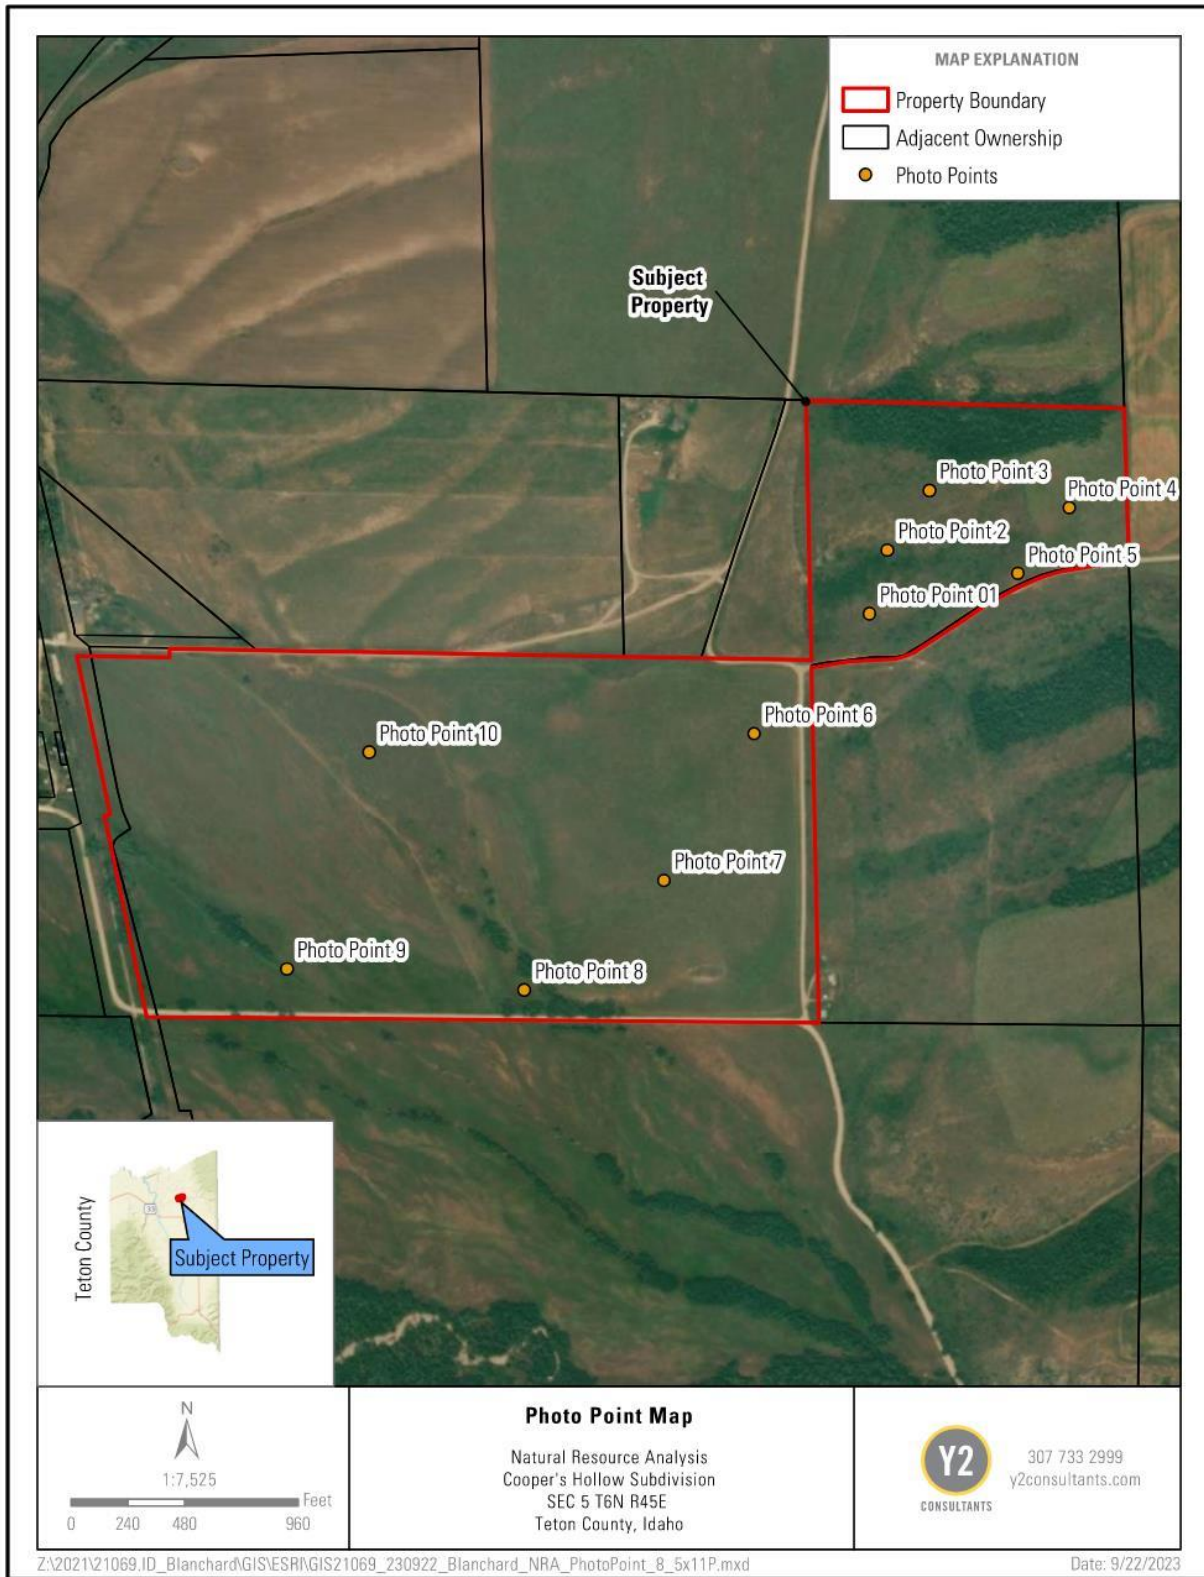 MAP EXPLANATION
Property Boundary
Adjacent Ownership
Photo Points
Subject
Property
Photo Point 3
Photo Point 4
Photo Point 2
Photo Point 5
Photo Point 01
Photo Point 6
Photo Point 10
Photo Point 7
Photo Point 9
Photo Point 8
Teton County
33
Subject Property
N
1:7,525
Feet
0 240 480 960
Photo Point Map
Natural Resource Analysis
Cooper's Hollow Subdivision
SEC 5 T6N R45E
Teton County, Idaho
Y2
CONSULTANTS
307 733 2999
y2consultants.com
Z:\2021\21069.ID_Blanchard\GIS\ESRI\GIS21069_230922_Blanchard_NRA_PhotoPoint_8_5x11P.mxd
Date: 9/22/2023